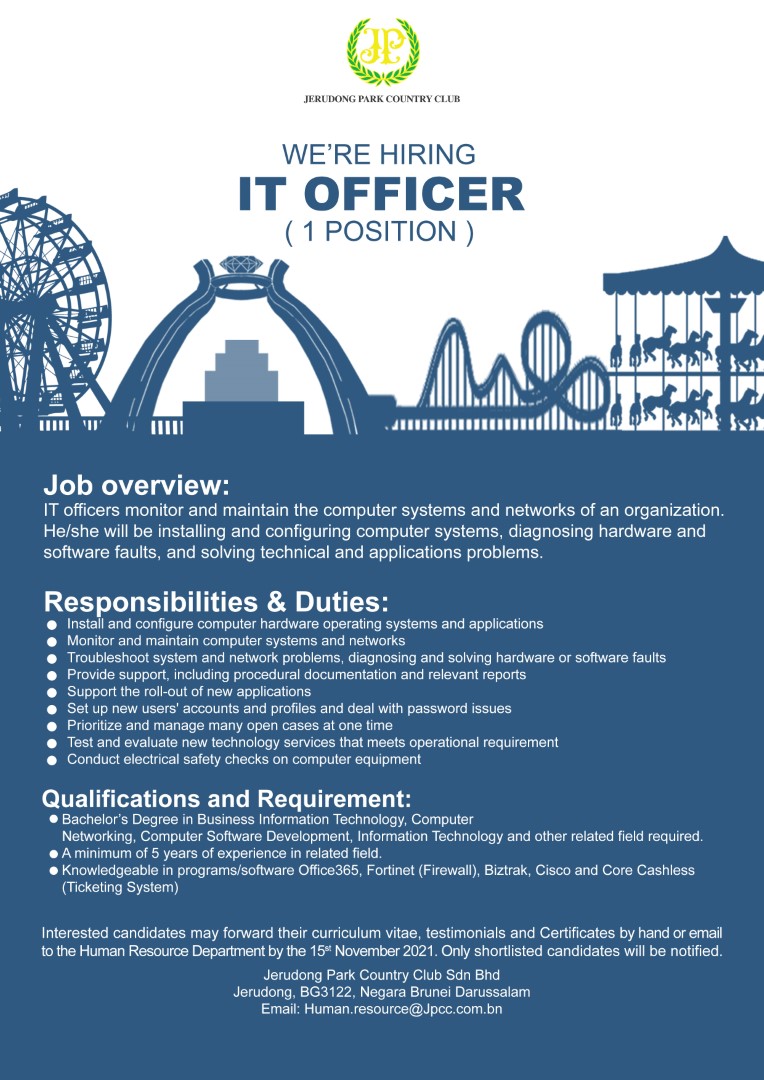 JP
JERUDONG PARK COUNTRY CLUB
WE'RE HIRING
IT OFFICER
( 1 POSITION )
Job overview:
IT officers monitor and maintain the computer systems and networks of an organization.
He/she will be installing and configuring computer systems, diagnosing hardware and
software faults, and solving technical and applications problems.
Responsibilities & Duties:
● Install and configure computer hardware operating systems and applications
● Monitor and maintain computer systems and networks
● Troubleshoot system and network problems, diagnosing and solving hardware or software faults
● Provide support, including procedural documentation and relevant reports
● Support the roll-out of new applications
● Set up new users' accounts and profiles and deal with password issues
● Prioritize and manage many open cases at one time
● Test and evaluate new technology services that meets operational requirement
● Conduct electrical safety checks on computer equipment
Qualifications and Requirement:
● Bachelor's Degree in Business Information Technology, Computer
Networking, Computer Software Development, Information Technology and other related field required.
● A minimum of 5 years of experience in related field.
● Knowledgeable in programs/software Office365, Fortinet (Firewall), Biztrak, Cisco and Core Cashless
(Ticketing System)
Interested candidates may forward their curriculum vitae, testimonials and Certificates by hand or email
to the Human Resource Department by the 15st November 2021. Only shortlisted candidates will be notified.
Jerudong Park Country Club Sdn Bhd
Jerudong, BG3122, Negara Brunei Darussalam
Email: Human.resource@Jpcc.com.bn